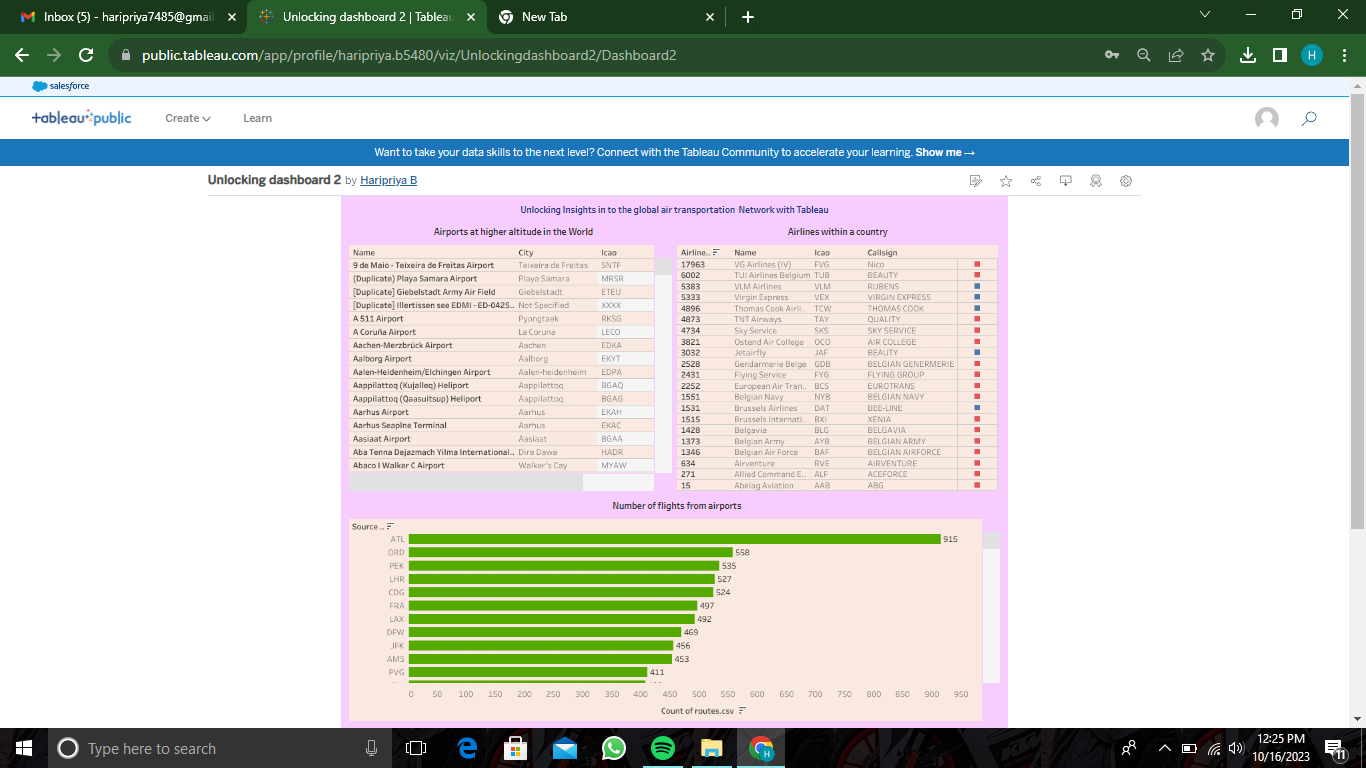 Inbox (5) - haripriya7485@gmail
Unlocking dashboard 2 | Tableau
New Tab
public.tableau.com/app/profile/haripriya.b5480/viz/Unlockingdashboard2/Dashboard2
H
salesforce
+ableau public
Create
Learn
Want to take your data skills to the next level? Connect with the Tableau Community to accelerate your learning. Show me →
Unlocking dashboard 2 by Haripriya B
Unlocking Insights in to the global air transportation Network with Tableau
Airports at higher altitude in the World
Name City Icao
9 de Maio - Teixeira de Freitas Airport Teixeira de Freitas SNTF
(Duplicate) Playa Samara Airport Playa Samara MRSR
[Duplicate] Giebelstadt Army Air Field Giebelstadt ETEU
[Duplicate] Illertissen see EDMI - ED-0425.. Not Specified XXXX
A 511 Airport Pyongtaek RKSG
A Coruña Airport La Coruna LECO
Aachen-Merzbrück Airport Aachen EDKA
Aalborg Airport Aalborg EKYT
Aalen-Heidenheim/Elchingen Airport Aalen-heidenheim EDPA
Aappilattoq (Kujalleq) Heliport Aappilattoq BGAQ
Aappilattoq (Qaasuitsup) Heliport Aappilattoq BGAG
Aarhus Airport Aarhus EKAH
Aarhus Seaplne Terminal Aarhus EKAC
Aasiaat Airport Aasiaat BGAA
Aba Tenna Dejazmach Yilma International.. Dire Dawa HADR
Abaco I Walker C Airport Walker's Cay MYAW
Airlines within a country
Airline.. Name Icao Callsign
17963 VG Airlines (IV) FVG Nico
6002 TUI Airlines Belgium TUB BEAUTY
5383 VLM Airlines VLM RUBENS
5333 Virgin Express VEX VIRGIN EXPRESS
4896 Thomas Cook Airli.. TCW THOMAS COOK
4873 TNT Airways TAY QUALITY
4734 Sky Service SKS SKY SERVICE
3821 Ostend Air College OCO AIR COLLEGE
3032 Jetairfly JAF BEAUTY
2528 Gendarmerie Belge GDB BELGIAN GENERMERIE
2431 Flying Service FYG FLYING GROUP
2252 European Air Tran.. BCS EUROTRANS
1551 Belgian Navy NYB BELGIAN NAVY
1531 Brussels Airlines DAT BEE-LINE
1515 Brussels Internati.. BXI XENIA
1428 Belgavia BLG BELGAVIA
1373 Belgian Army AYB BELGIAN ARMY
1346 Belgian Air Force BAF BELGIAN AIRFORCE
634 Airventure RVE AIRVENTURE
271 Allied Command E.. ALF ACEFORCE
15 Abelag Aviation AAB ABG
Number of flights from airports
Source ..
ATL 915
ORD 558
PEK 535
LHR 527
CDG 524
FRA 497
LAX 492
DFW 469
JFK 456
AMS 453
PVG 411
0 50 100 150 200 250 300 350 400 450 500 550 600 650 700 750 800 850 900 950
Count of routes.csv
Type here to search
H
12:25 PM
10/16/2023
11